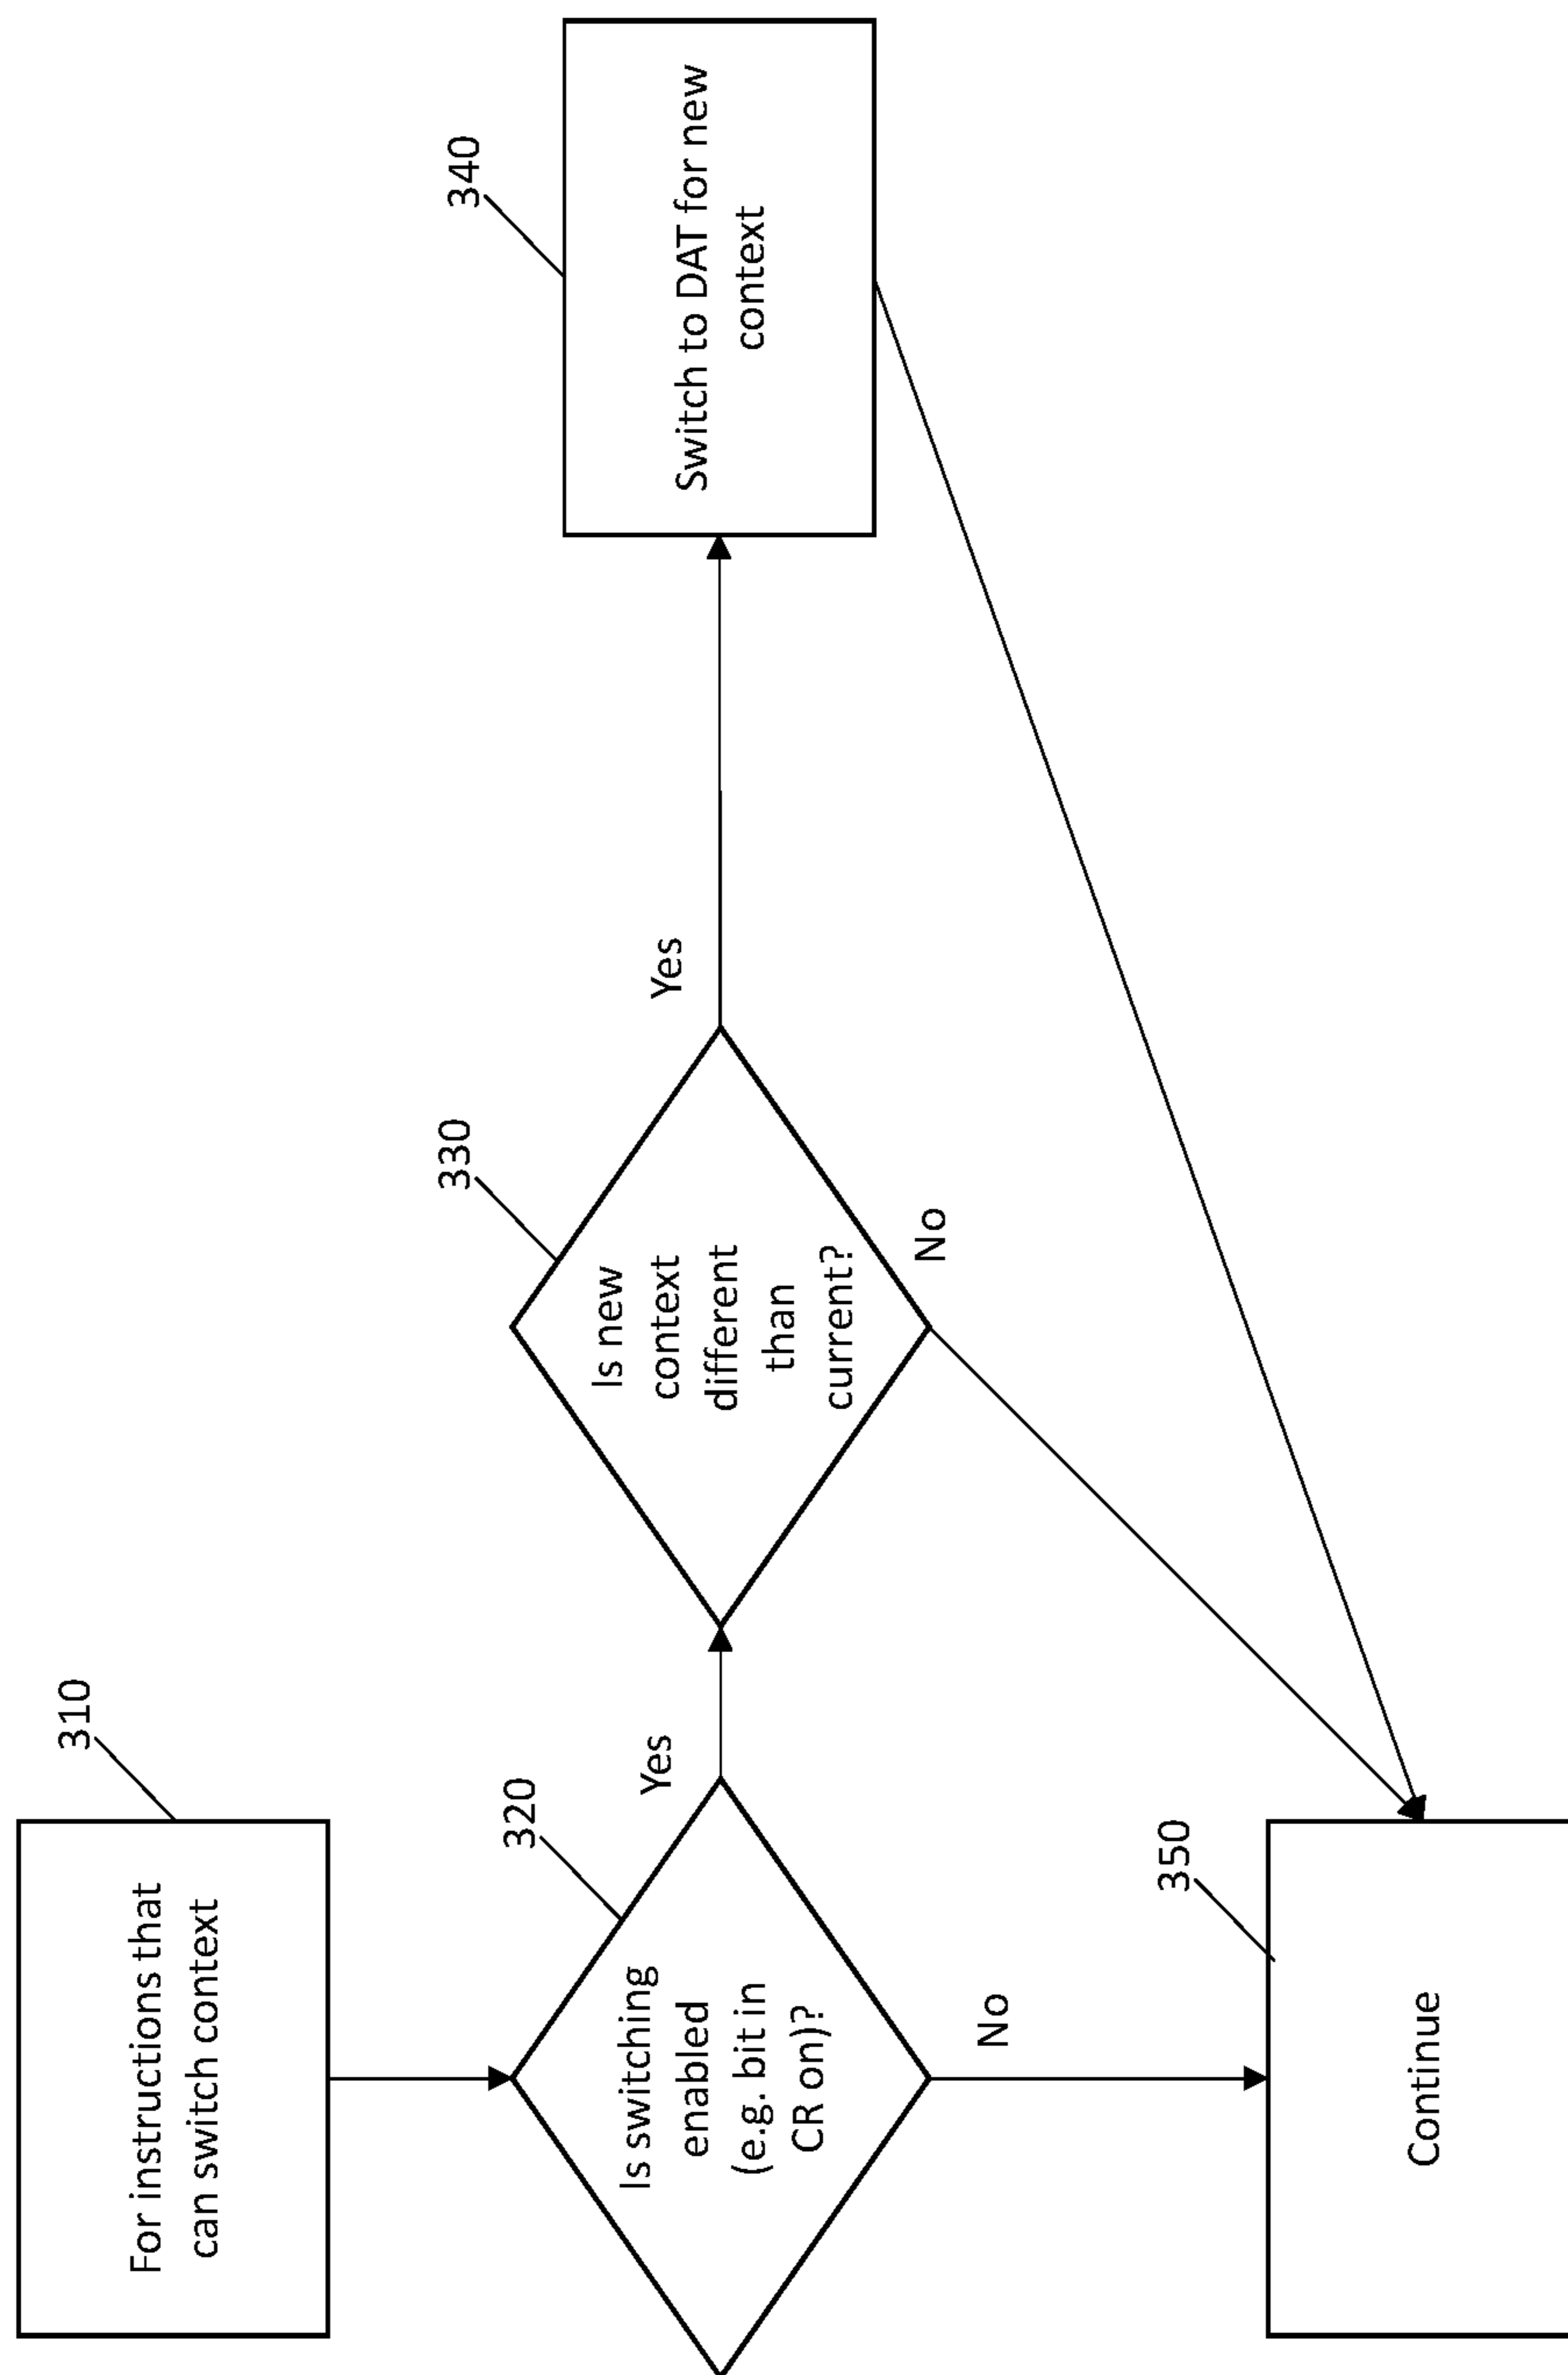 310
For instructions that
can switch context
320
Is switching
enabled
(e.g. bit in
CR on)?
Yes
No
330
Is new
context
different
than
current?
Yes
No
340
Switch to DAT for new
context
350
Continue